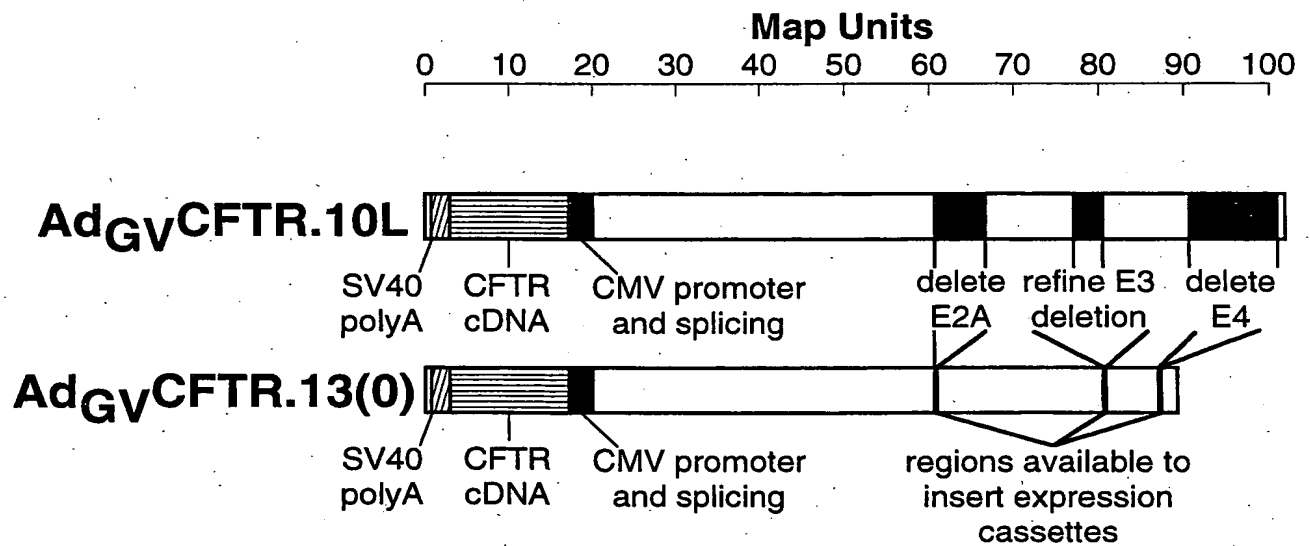 Map Units
0 10 20 30 40 50 60 70 80 90 100
AdGVCFTR.10L
SV40 polyA
CFTR cDNA
CMV promoter and splicing
delete E2A
refine E3 deletion
delete E4
AdGVCFTR.13(0)
SV40 polyA
CFTR cDNA
CMV promoter and splicing
regions available to insert expression cassettes